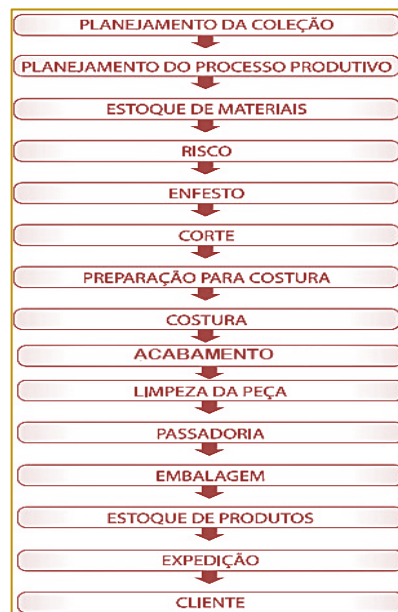 PLANEJAMENTO DA COLEÇÃO
PLANEJAMENTO DO PROCESSO PRODUTIVO
ESTOQUE DE MATERIAIS
RISCO
ENFESTO
CORTE
PREPARAÇÃO PARA COSTURA
COSTURA
ACABAMENTO
LIMPEZA DA PEÇA
PASSADORIA
EMBALAGEM
ESTOQUE DE PRODUTOS
EXPEDIÇÃO
CLIENTE